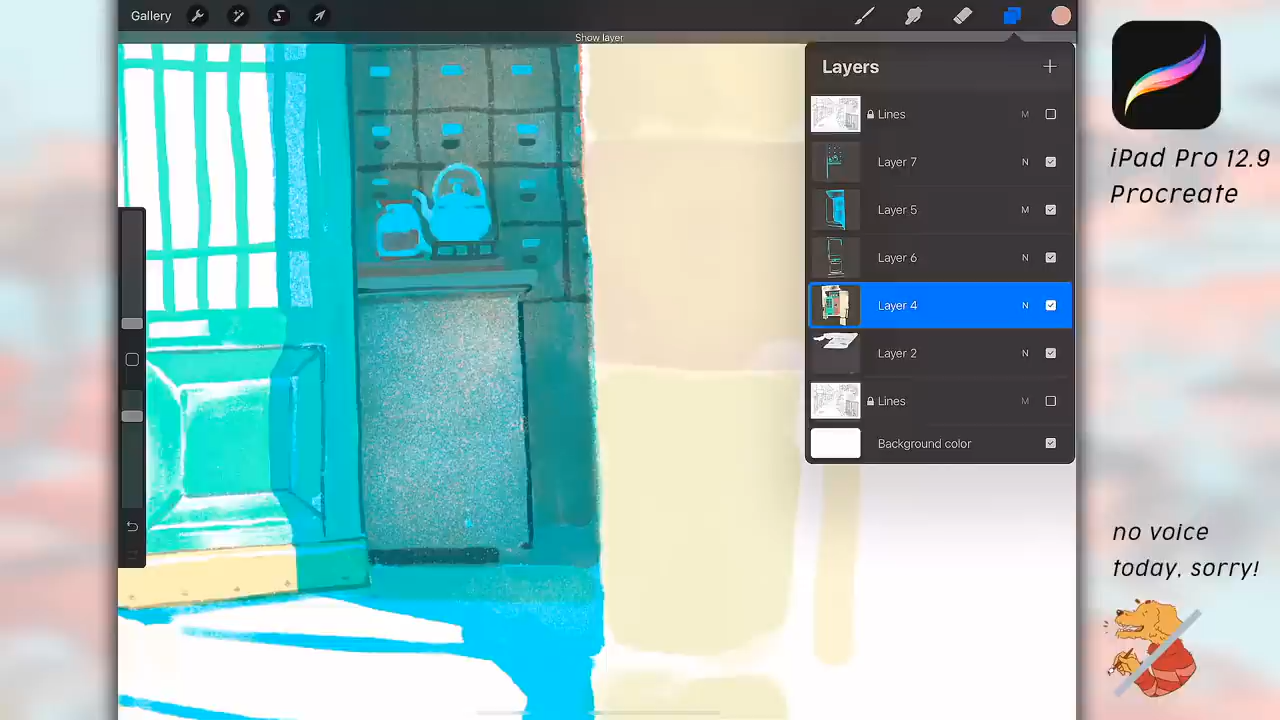 Gallery
Show layer
Layers
Lines M
Layer 7 N
Layer 5 M
Layer 6 N
Layer 4 N
Layer 2 N
Lines M
Background color
iPad Pro 12.9
Procreate
no voice
today, sorry!